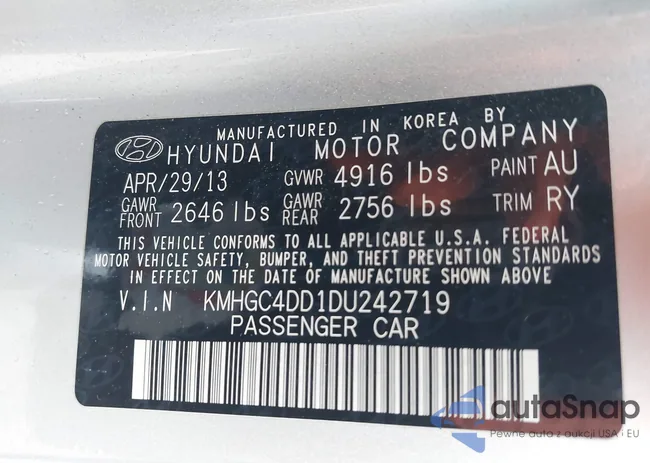 MANUFACTURED IN KOREA BY
HYUNDAI MOTOR COMPANY
APR/29/13 GVWR 4916 lbs PAINT AU
GAWR FRONT 2646 lbs GAWR REAR 2756 lbs TRIM RY
THIS VEHICLE CONFORMS TO ALL APPLICABLE U.S.A. FEDERAL
MOTOR VEHICLE SAFETY, BUMPER, AND THEFT PREVENTION STANDARDS
IN EFFECT ON THE DATE OF MANUFACTURE SHOWN ABOVE
V.I.N KMHGC4DD1DU242719
PASSENGER CAR
autaSnap
Pewne auta z aukcji USA i EU